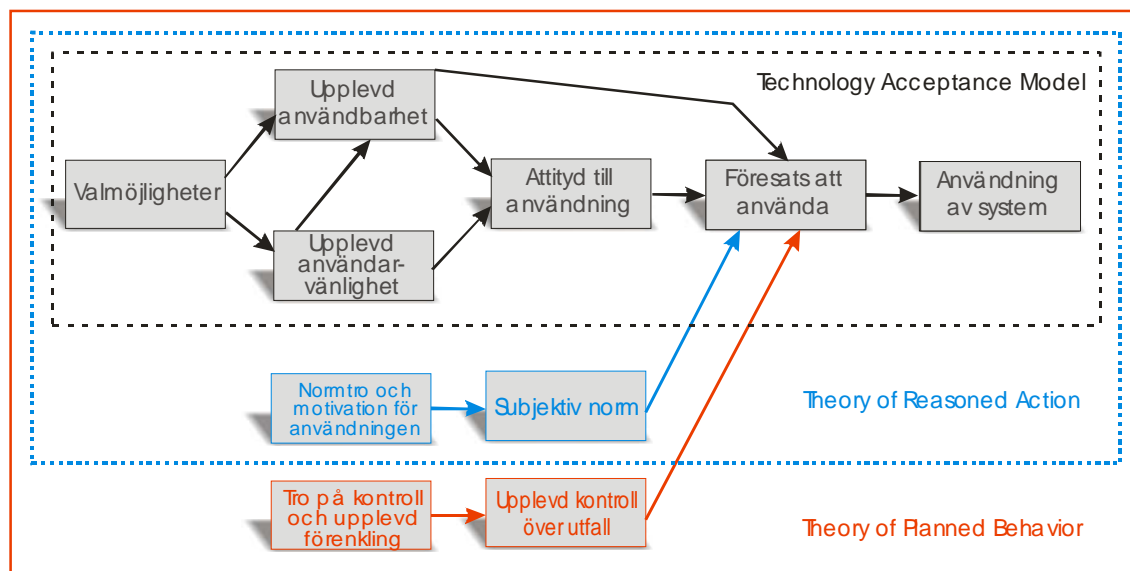 Technology Acceptance Model
Upplevd
användbarhet
Valmöjligheter
Attityd till
användning
Föresats att
använda
Användning
av system
Upplevd
användar-
vänlighet
Normtro och
motivation för
användningen
Subjektiv norm
Theory of Reasoned Action
Tro på kontroll
och upplevd
förenkling
Upplevd kontroll
över utfall
Theory of Planned Behavior